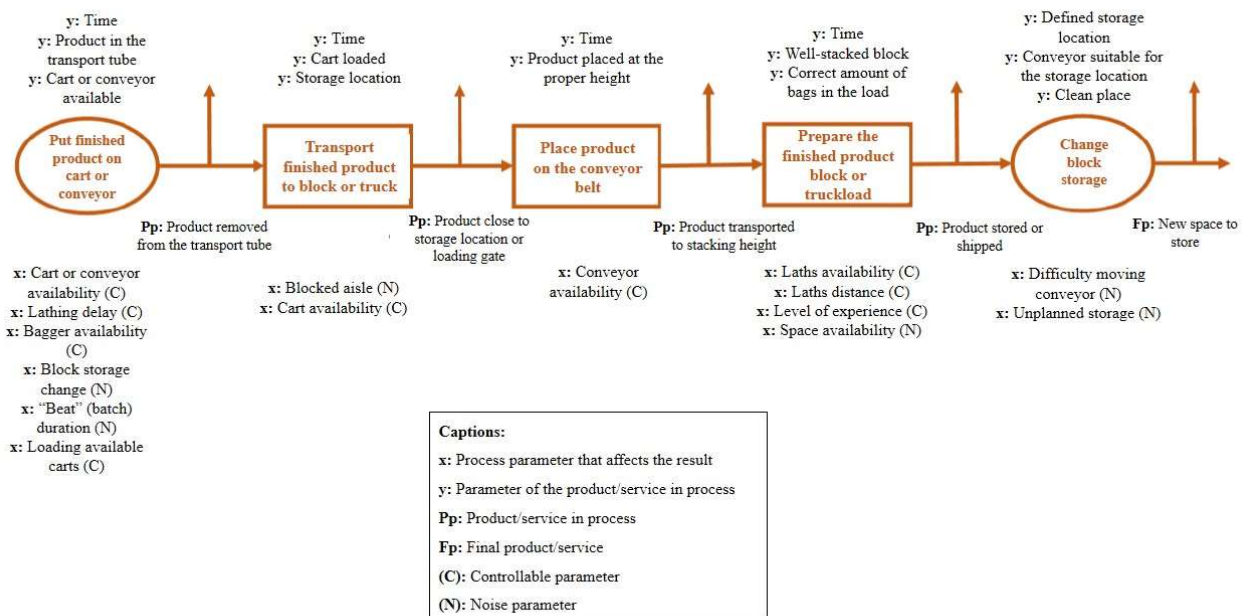 y: Time
y: Product in the
transport tube
y: Cart or conveyor
available
y: Time
y: Cart loaded
y: Storage location
y: Time
y: Product placed at the
proper height
y: Time
y: Well-stacked block
y: Correct amount of
bags in the load
y: Defined storage
location
y: Conveyor suitable for
the storage location
y: Clean place
Put finished
product on
cart or
conveyor
Transport
finished product
to block or truck
Place product
on the conveyor
belt
Prepare the
finished product
block or
truckload
Change
block
storage
Pp: Product removed
from the transport tube
Pp: Product close to
storage location or
loading gate
Pp: Product transported
to stacking height
Pp: Product stored or
shipped
Fp: New space to
store
x: Cart or conveyor
availability (C)
x: Lathing delay (C)
x: Bagger availability
(C)
x: Block storage
change (N)
x: “Beat” (batch)
duration (N)
x: Loading available
carts (C)
x: Blocked aisle (N)
x: Cart availability (C)
x: Conveyor
availability (C)
x: Laths availability (C)
x: Laths distance (C)
x: Level of experience (C)
x: Space availability (N)
x: Difficulty moving
conveyor (N)
x: Unplanned storage (N)
Captions:
x: Process parameter that affects the result
y: Parameter of the product/service in process
Pp: Product/service in process
Fp: Final product/service
(C): Controllable parameter
(N): Noise parameter